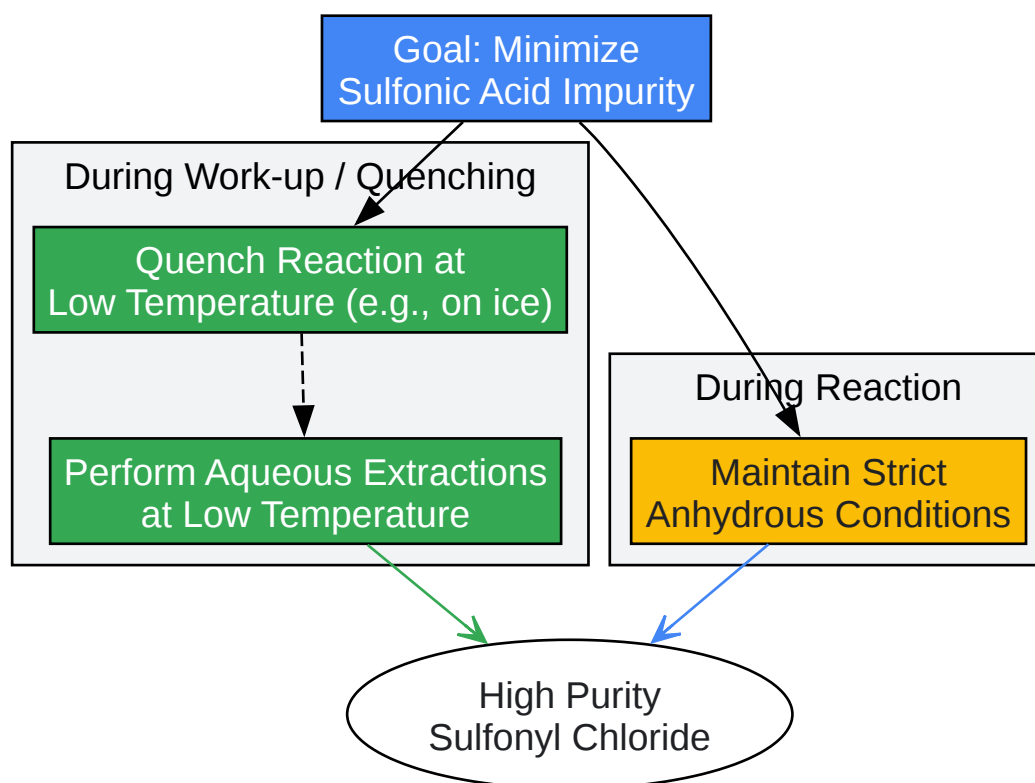 Goal: Minimize
Sulfonic Acid Impurity
During Work-up / Quenching
Quench Reaction at
Low Temperature (e.g., on ice)
Perform Aqueous Extractions
at Low Temperature
During Reaction
Maintain Strict
Anhydrous Conditions
High Purity
Sulfonyl Chloride